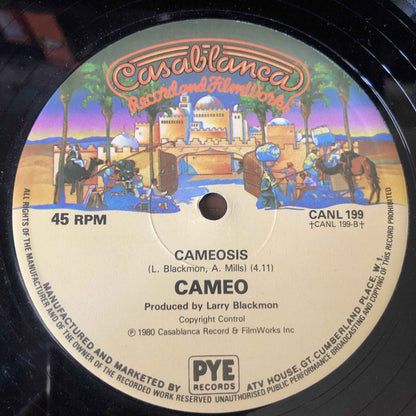 Casablanca
Record and FilmWorks
45 RPM
CANL 199
†CANL 199-B†
CAMEOSIS
(L. Blackmon, A. Mills) (4.11)
CAMEO
Produced by Larry Blackmon
Copyright Control
℗ 1980 Casablanca Record & FilmWorks Inc
PYE
RECORDS
MANUFACTURED AND MARKETED BY
ATV HOUSE, GT. CUMBERLAND PLACE, W 1.
ALL RIGHTS OF THE MANUFACTURER AND OF THE OWNER OF THE RECORDED WORK RESERVED UNAUTHORISED PUBLIC PERFORMANCE BROADCASTING AND COPYING OF THIS RECORD PROHIBITED